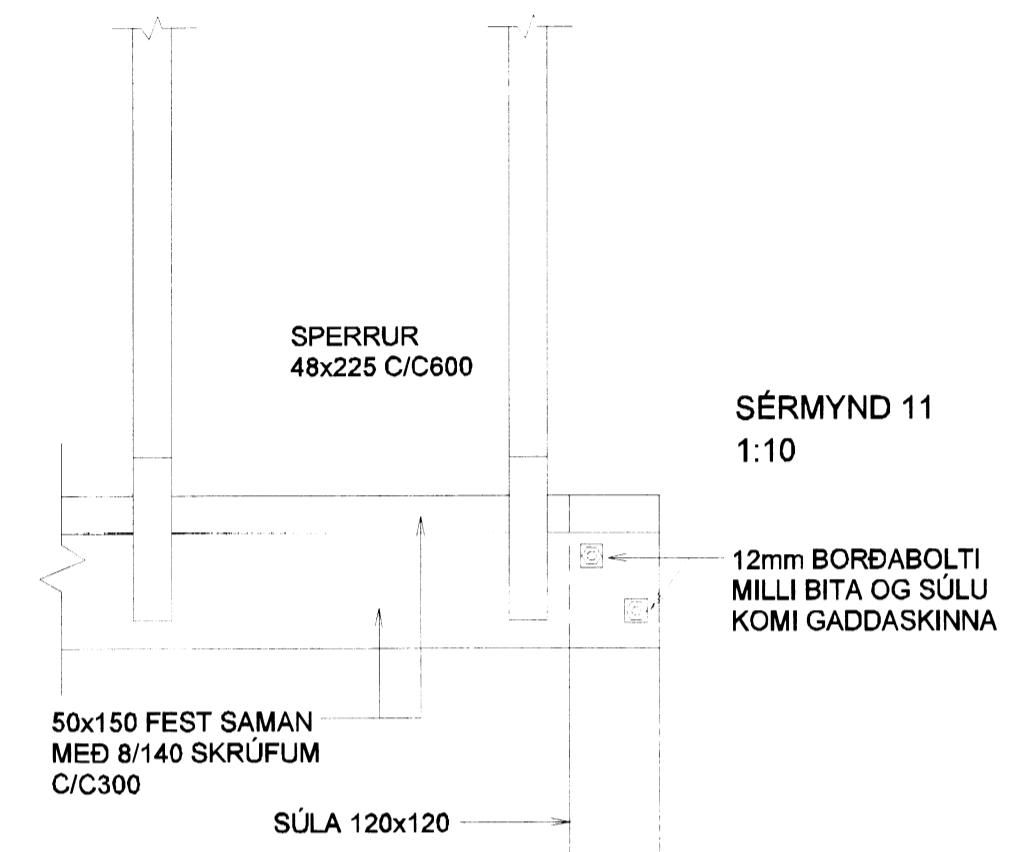 SPERRUR
48x225 C/C600
SÉRMYND 11
1:10
12mm BORÐABOLTI
MILLI BITA OG SÚLU
KOMI GADDASKINNA
50x150 FEST SAMAN
MEÐ 8/140 SKRÚFUM
C/C300
SÚLA 120x120